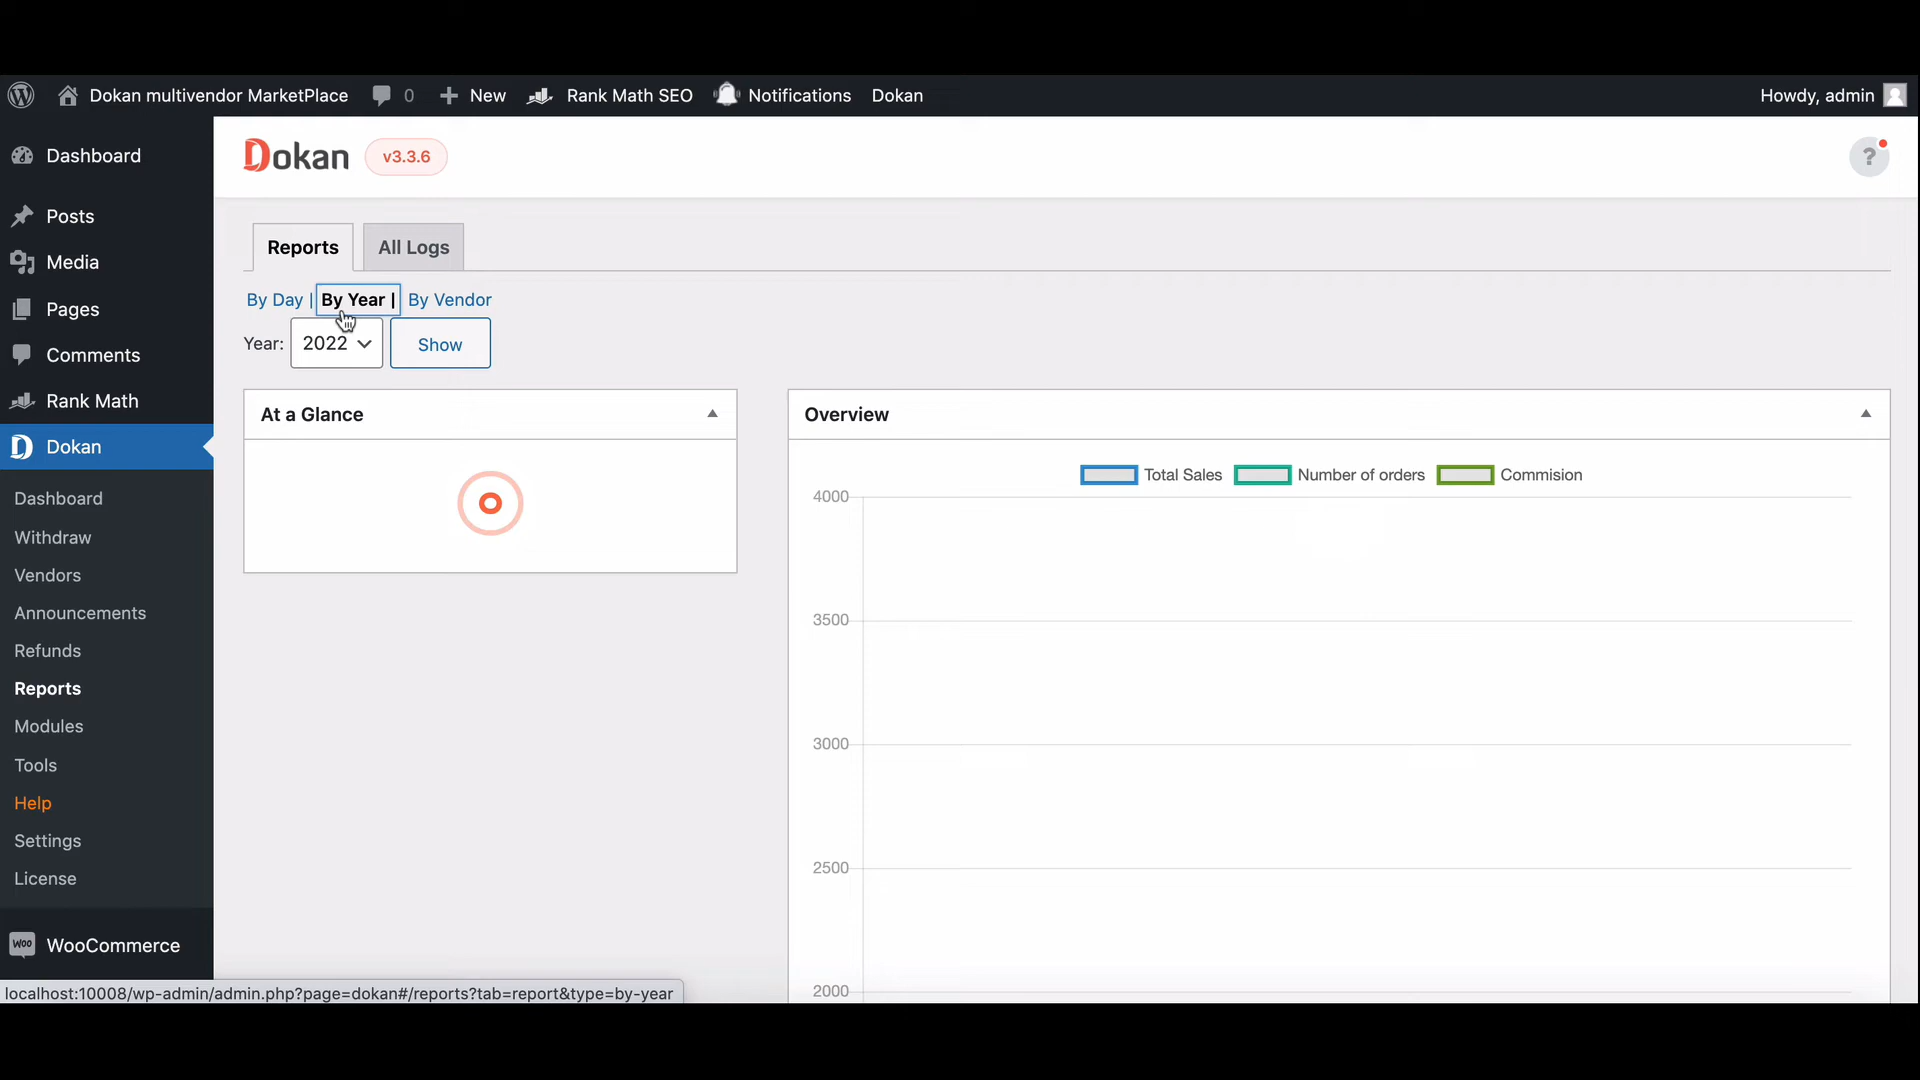 Dokan multivendor MarketPlace 0 New Rank Math SEO Notifications Dokan Howdy, admin
Dashboard
Posts
Media
Pages
Comments
Rank Math
Dokan
Dashboard
Withdraw
Vendors
Announcements
Refunds
Reports
Modules
Tools
Help
Settings
License
Woo WooCommerce
Dokan v3.3.6 ?
Reports All Logs
By Day | By Year | By Vendor
Year: 2022 Show
At a Glance
Overview
Total Sales Number of orders Commision
4000
3500
3000
2500
2000
localhost:10008/wp-admin/admin.php?page=dokan#/reports?tab=report&type=by-year